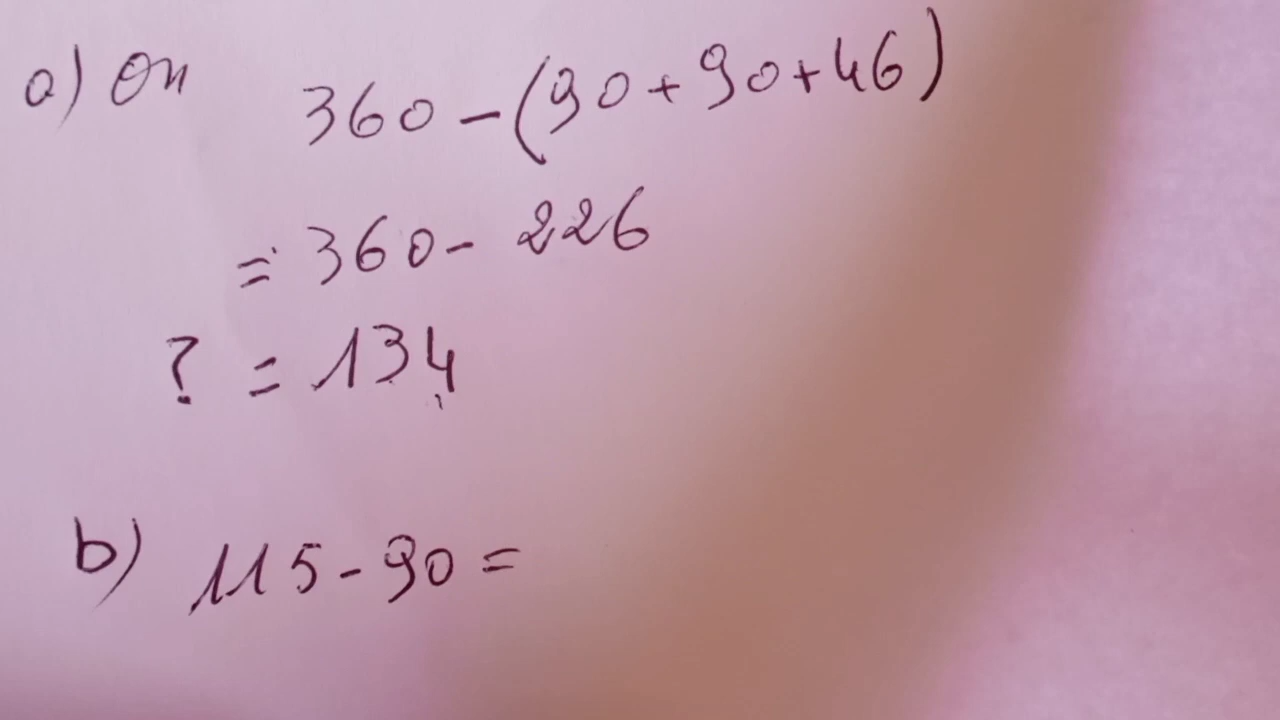 a) On 360 - (90 + 90 + 46)
= 360 - 226
? = 134
b) 115 - 90 =